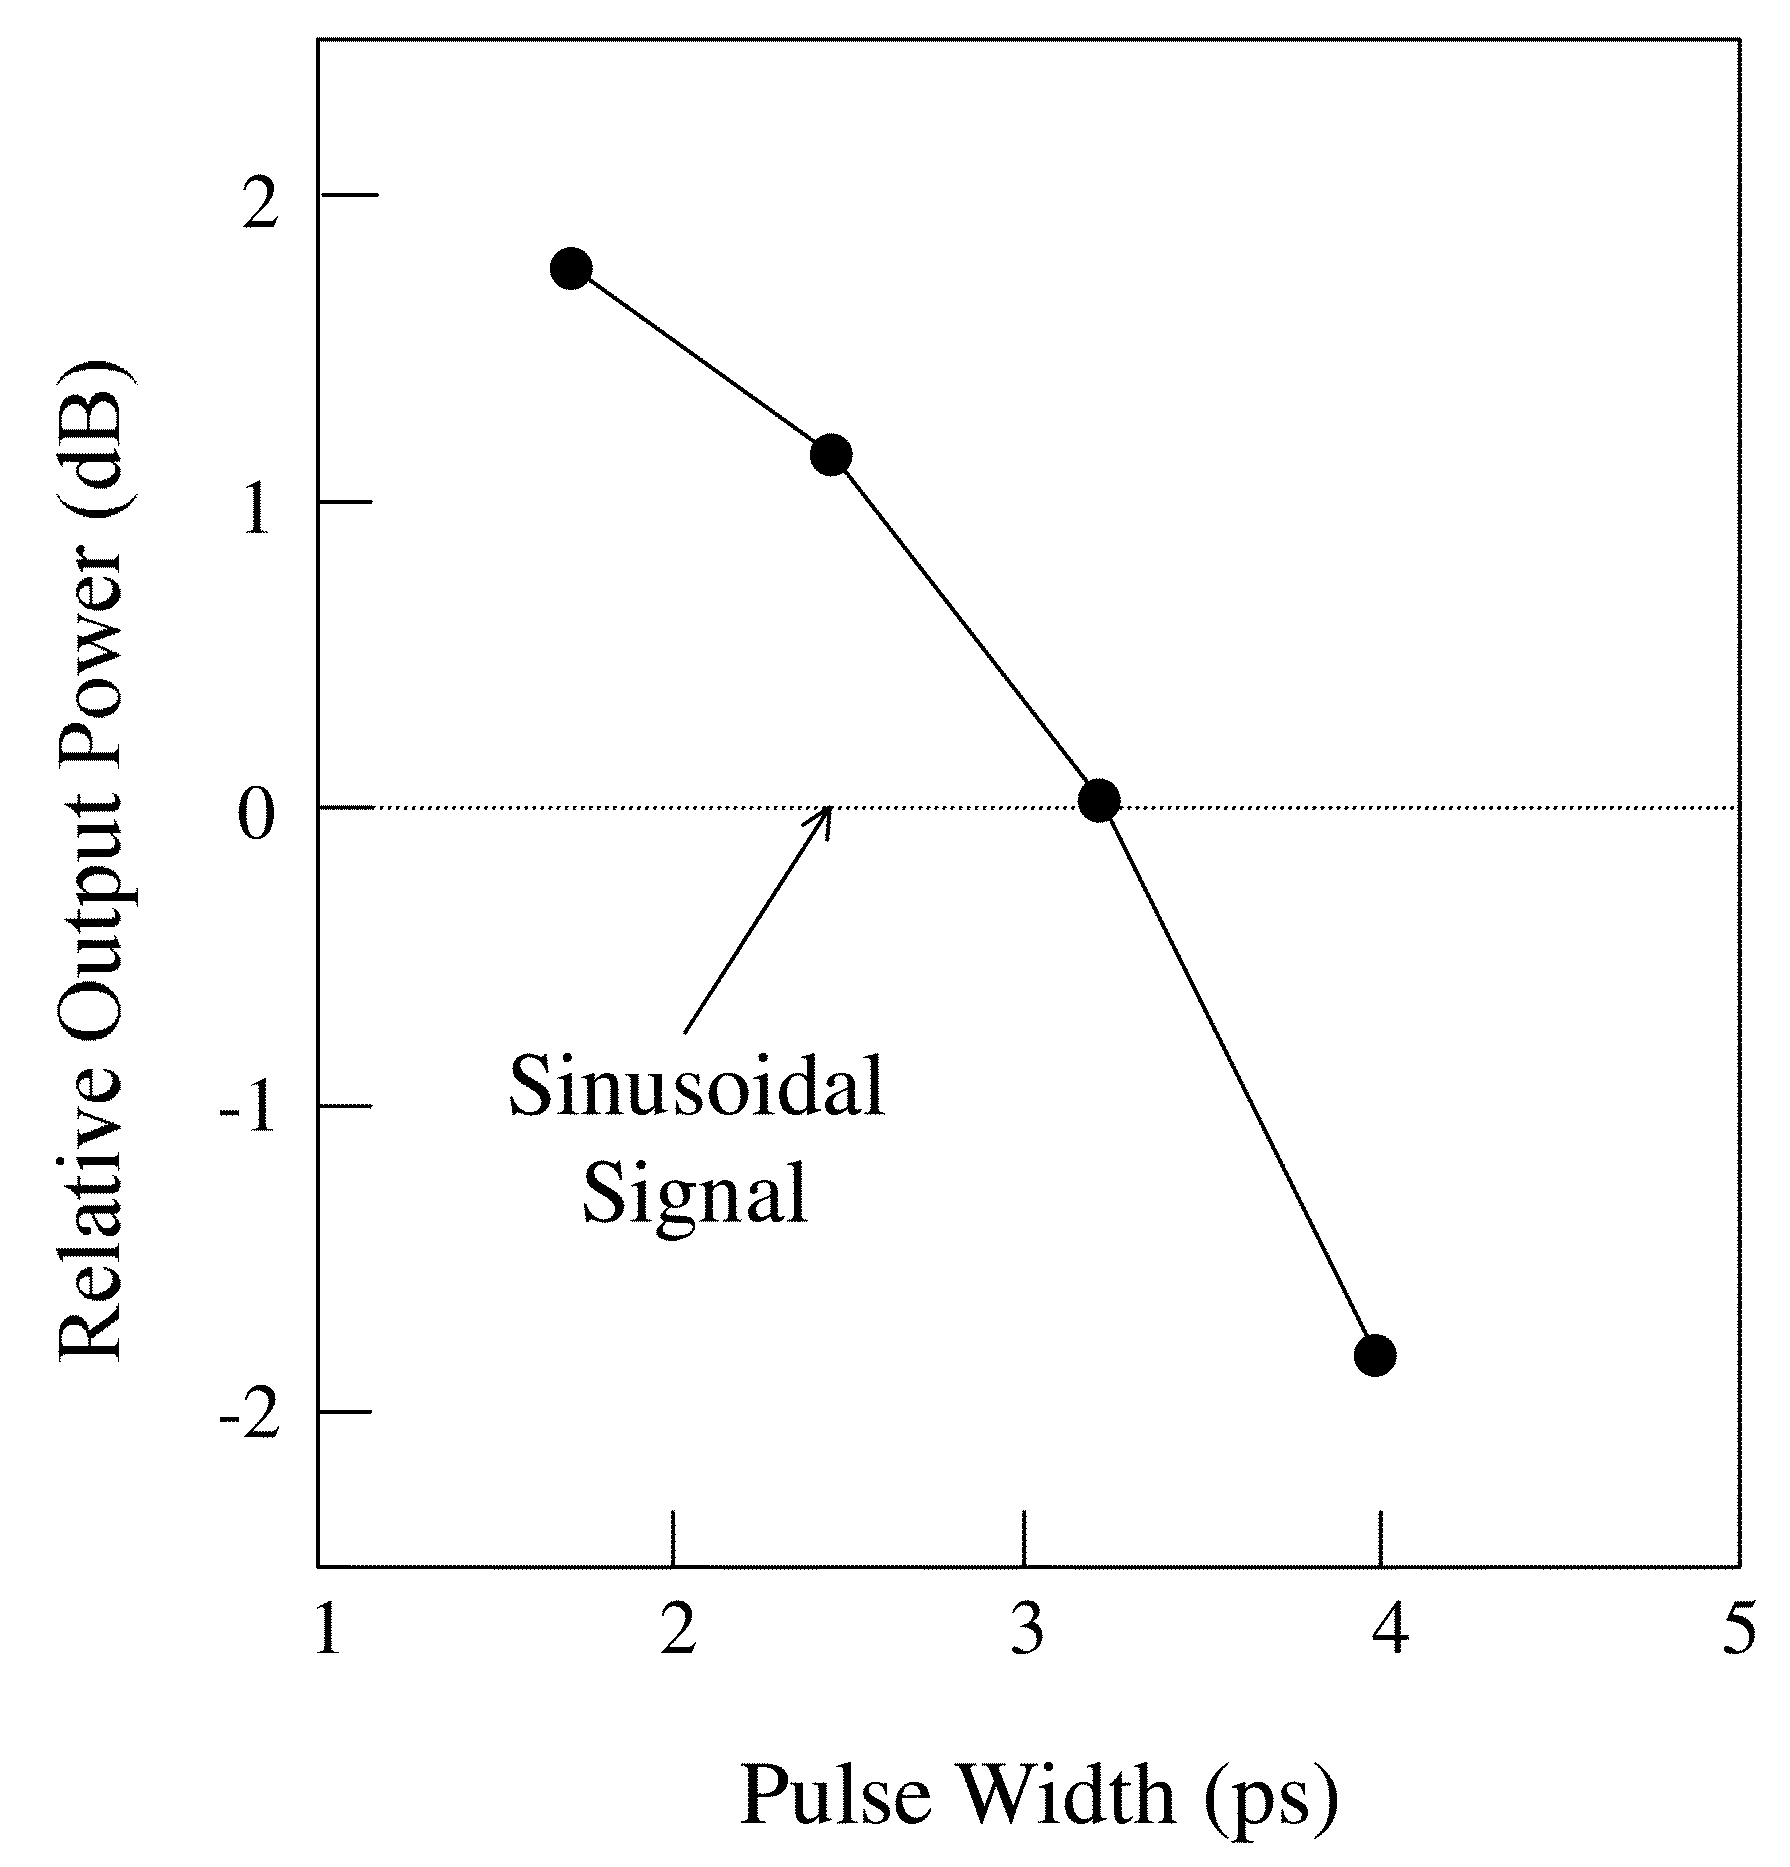 Relative Output Power (dB)
2
1
0
-1
-2
Sinusoidal
Signal
1 2 3 4 5
Pulse Width (ps)